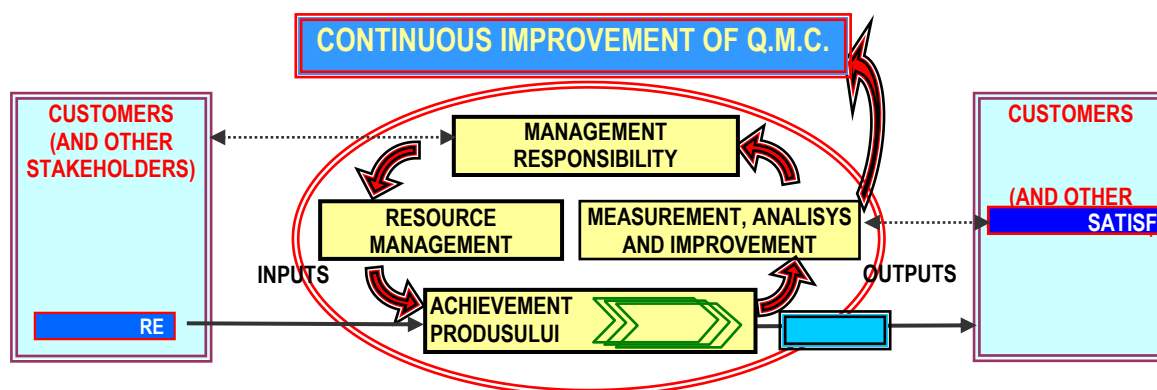 CONTINUOUS IMPROVEMENT OF Q.M.C.
CUSTOMERS
(AND OTHER
STAKEHOLDERS)
MANAGEMENT
RESPONSIBILITY
CUSTOMERS
(AND OTHER
SATISF
RESOURCE
MANAGEMENT
MEASUREMENT, ANALISYS
AND IMPROVEMENT
INPUTS
OUTPUTS
RE
ACHIEVEMENT
PRODUSULUI